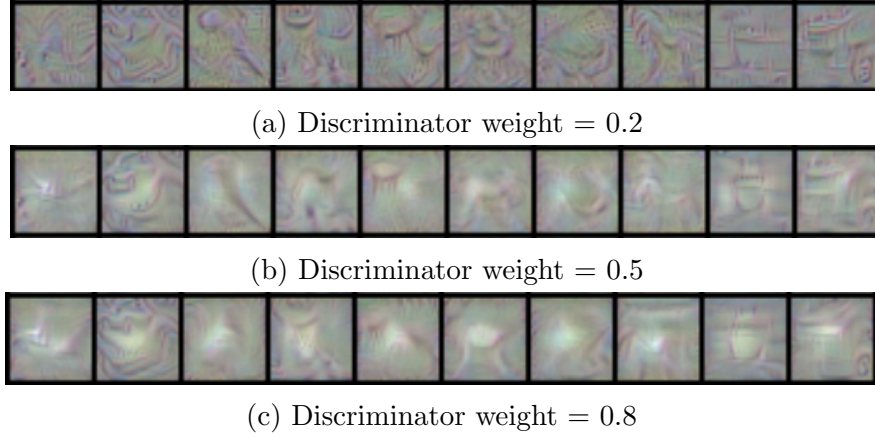 (a) Discriminator weight = 0.2
(b) Discriminator weight = 0.5
(c) Discriminator weight = 0.8